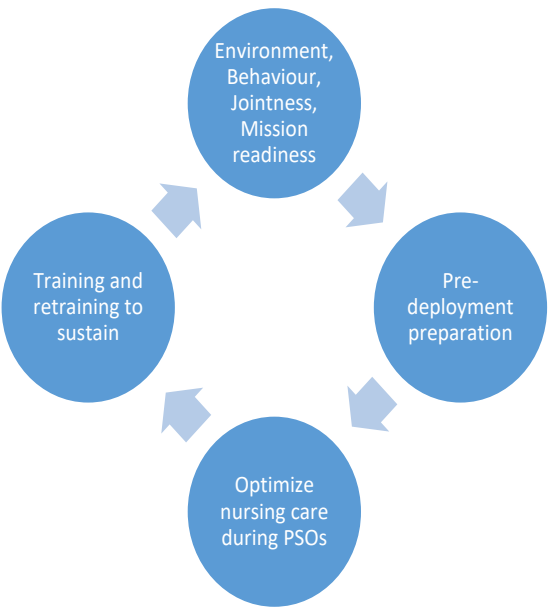 Environment,
Behaviour,
Jointness,
Mission
readiness
Pre-
deployment
preparation
Optimize
nursing care
during PSOs
Training and
retraining to
sustain